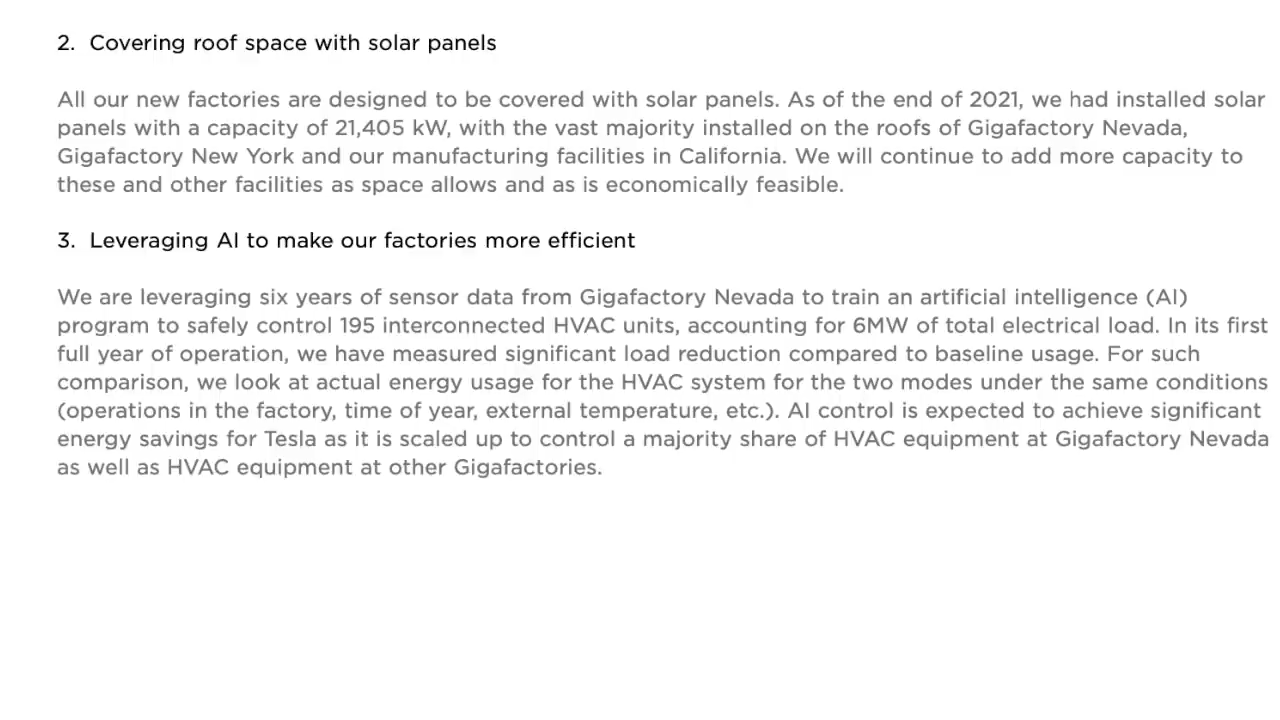 2. Covering roof space with solar panels
All our new factories are designed to be covered with solar panels. As of the end of 2021, we had installed solar
panels with a capacity of 21,405 kW, with the vast majority installed on the roofs of Gigafactory Nevada,
Gigafactory New York and our manufacturing facilities in California. We will continue to add more capacity to
these and other facilities as space allows and as is economically feasible.
3. Leveraging AI to make our factories more efficient
We are leveraging six years of sensor data from Gigafactory Nevada to train an artificial intelligence (AI)
program to safely control 195 interconnected HVAC units, accounting for 6MW of total electrical load. In its first
full year of operation, we have measured significant load reduction compared to baseline usage. For such
comparison, we look at actual energy usage for the HVAC system for the two modes under the same conditions
(operations in the factory, time of year, external temperature, etc.). AI control is expected to achieve significant
energy savings for Tesla as it is scaled up to control a majority share of HVAC equipment at Gigafactory Nevada
as well as HVAC equipment at other Gigafactories.